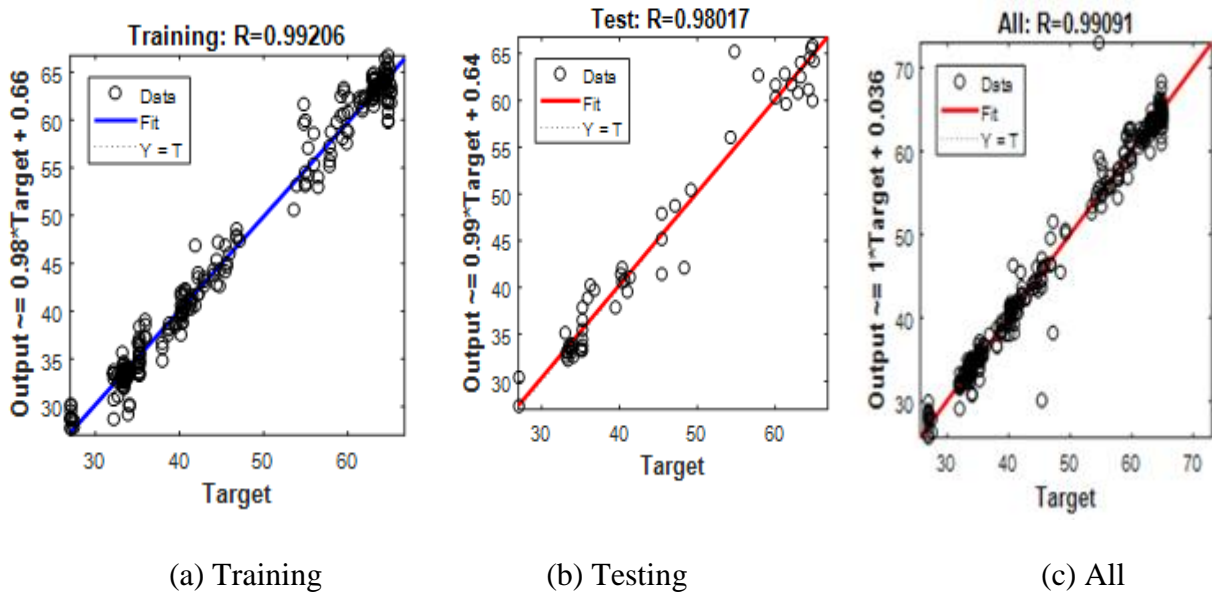 Training: R=0.99206
Output ~= 0.98*Target + 0.66
65
60
55
50
45
40
35
30
Data
Fit
Y = T
30
40
50
60
Target
(a) Training
Test: R=0.98017
Output ~= 0.99*Target + 0.64
65
60
55
50
45
40
35
30
Data
Fit
Y = T
30
40
50
60
Target
(b) Testing
All: R=0.99091
Output ~= 1*Target + 0.036
70
60
50
40
30
Data
Fit
Y = T
30
40
50
60
70
Target
(c) All